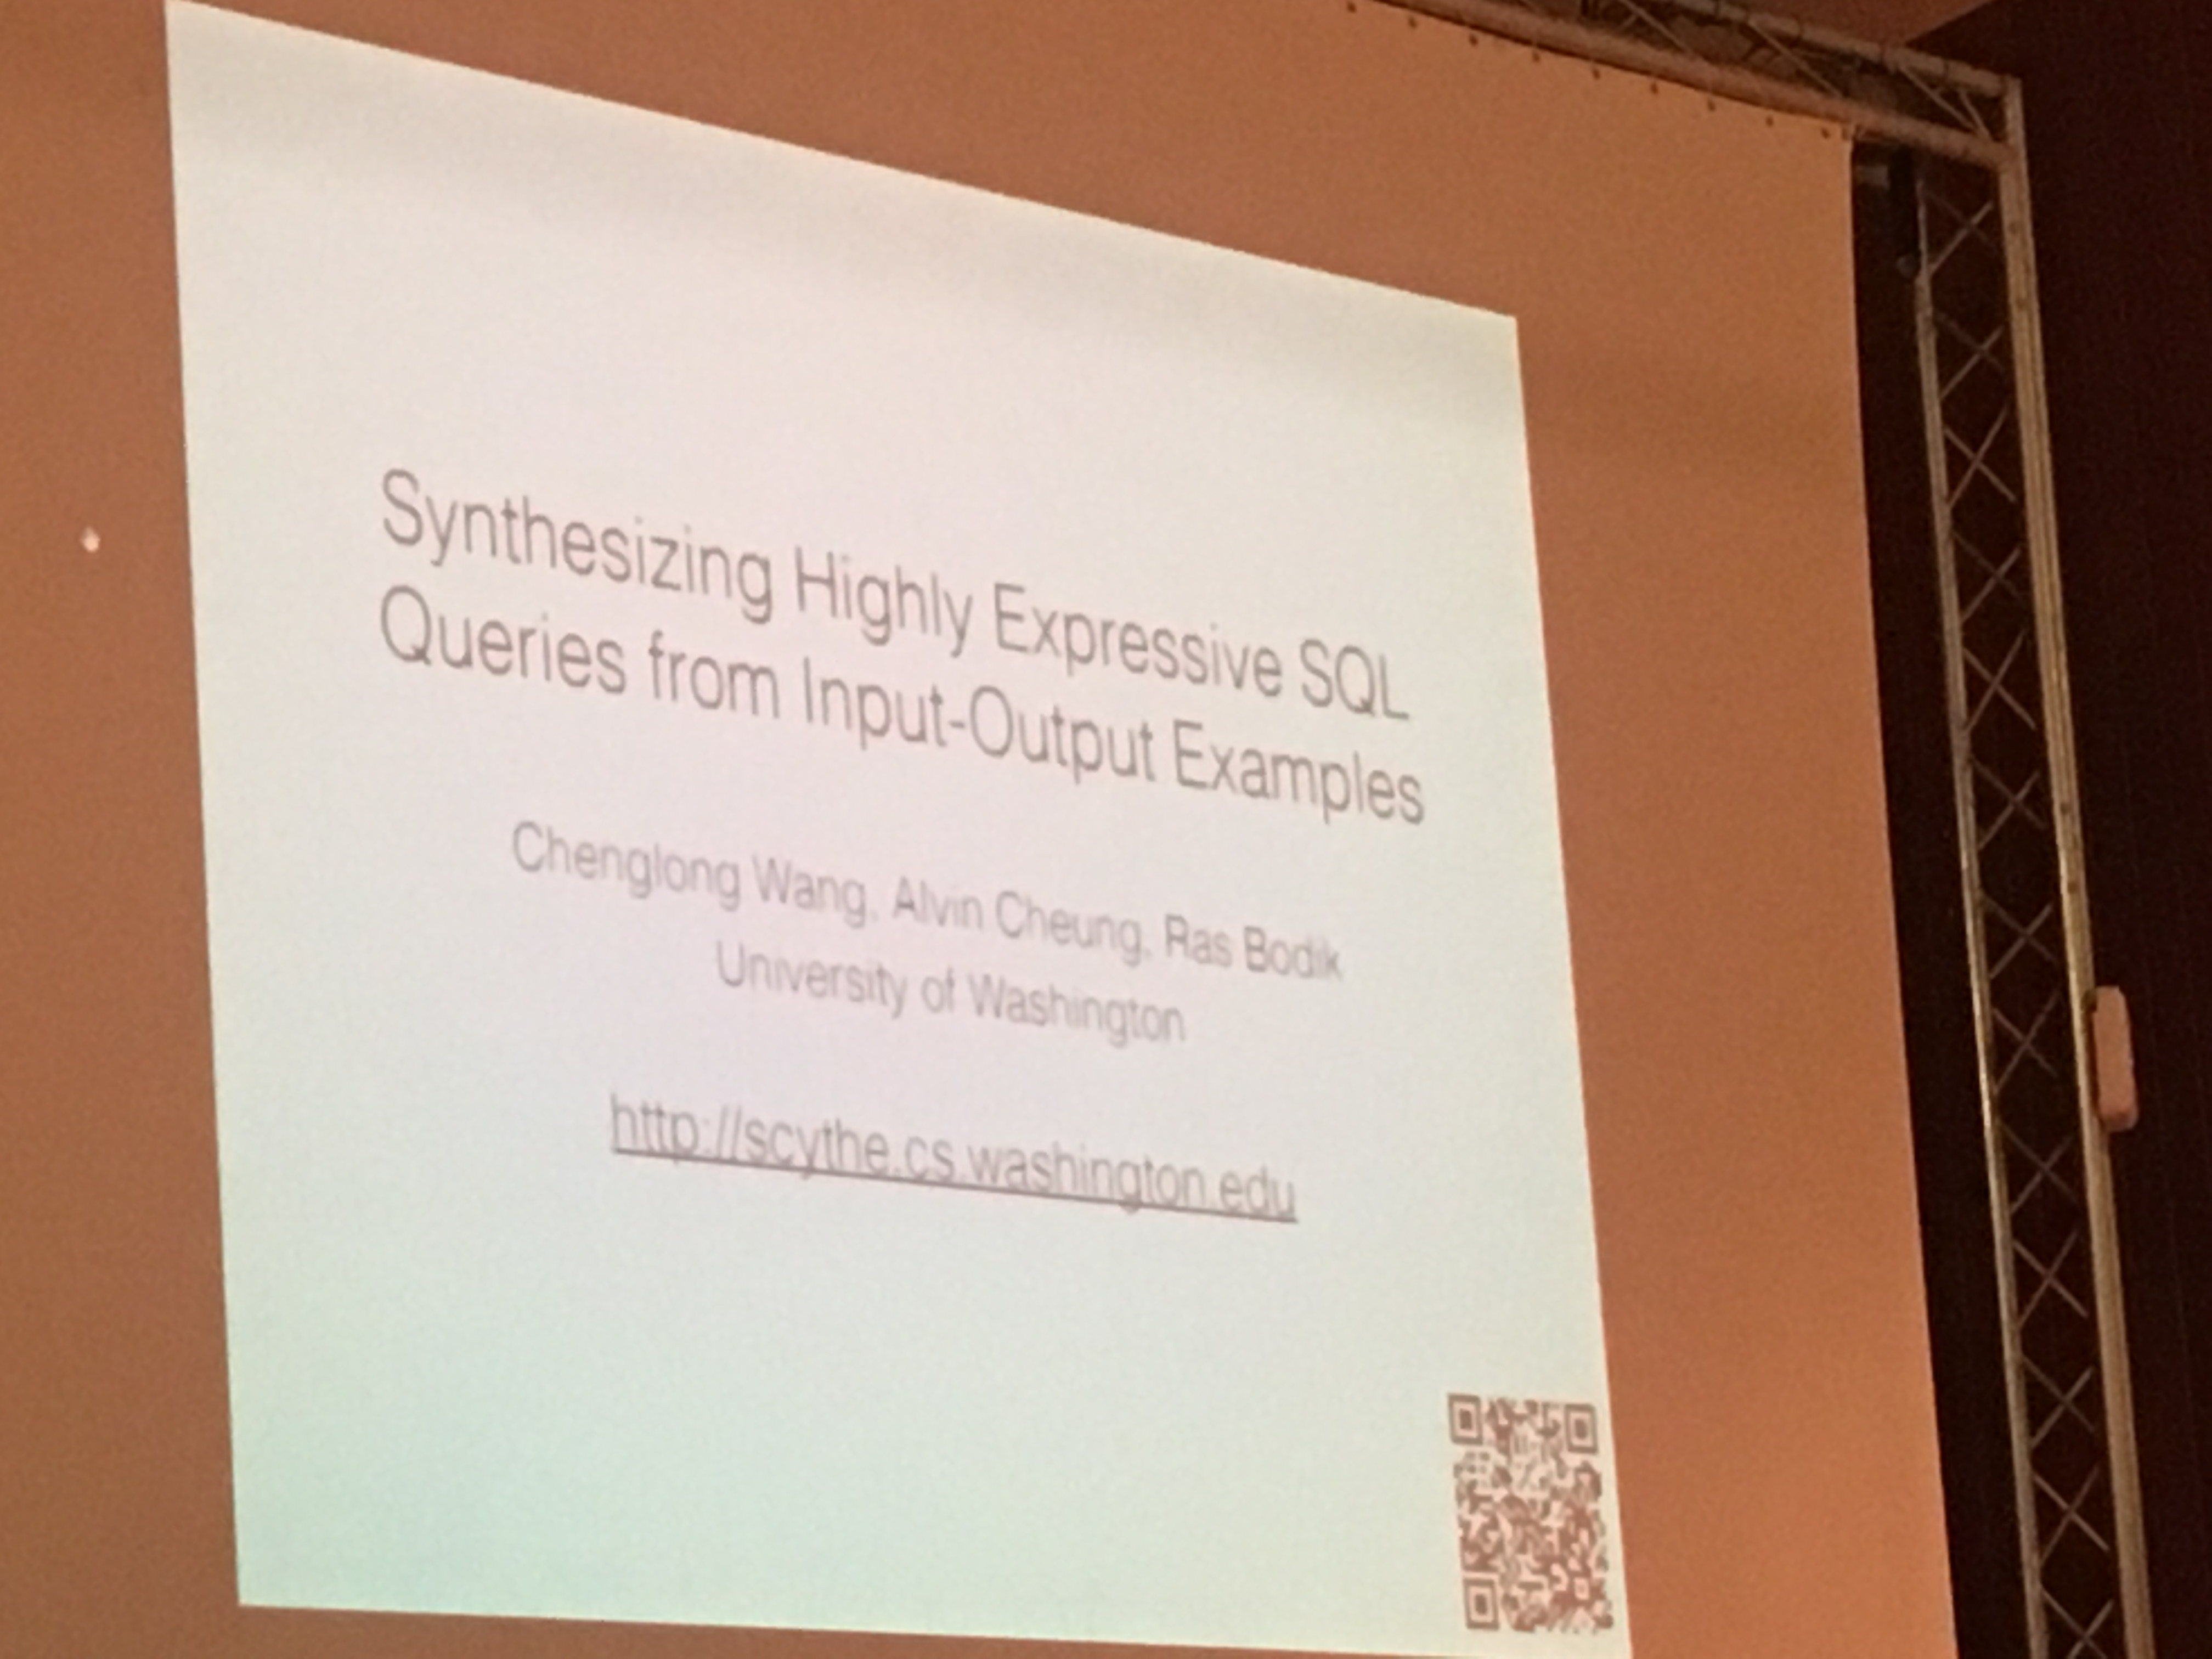 Synthesizing Highly Expressive SQL
Queries from Input-Output Examples
Chenglong Wang, Alvin Cheung, Ras Bodik
University of Washington
http://scythe.cs.washington.edu